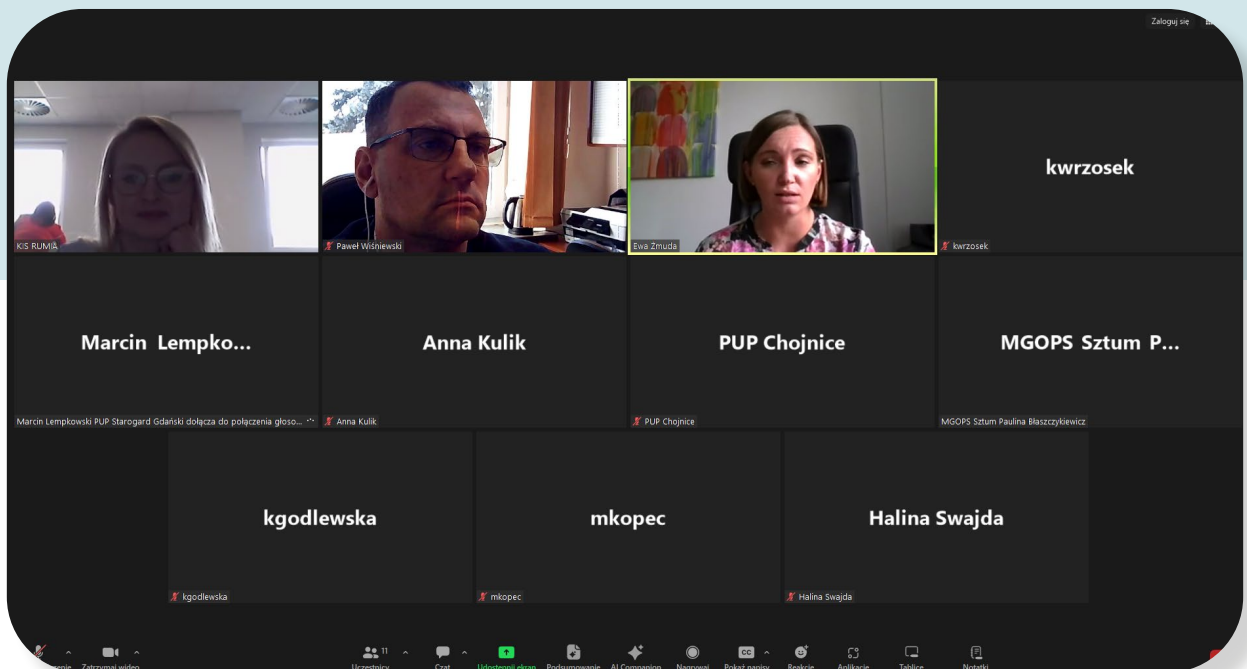 Zaloguj się
KIS RUMIA
Paweł Wiśniewski
Ewa Żmuda
kwrzosek
kwrzosek
Marcin Lempko...
Marcin Lempkowski PUP Starogard Gdański dołącza do połączenia głoso...
Anna Kulik
Anna Kulik
PUP Chojnice
PUP Chojnice
MGOPS Sztum P...
MGOPS Sztum Paulina Błaszczykiewicz
kgodlewska
kgodlewska
mkopec
mkopec
Halina Swajda
Halina Swajda
Zatrzymaj wideo
11
Uczestnicy
Czat
Udostępnij ekran
Podsumowanie
AI Companion
Nagrywaj
CC
Pokaż napisy
Reakcje
Aplikacje
Tablice
Notatki